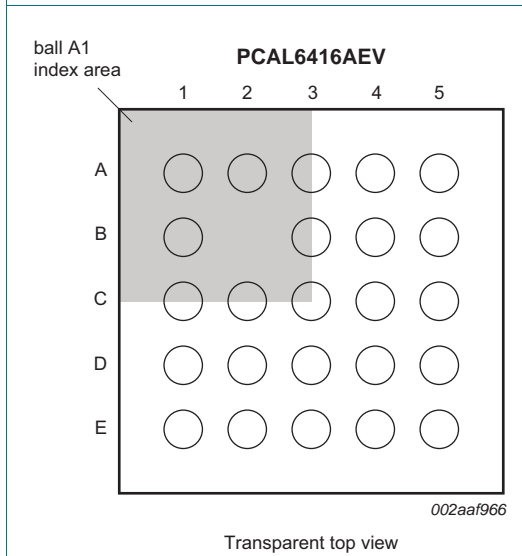 ball A1
index area
PCAL6416AEV
1 2 3 4 5
A
B
C
D
E
002aaf966
Transparent top view